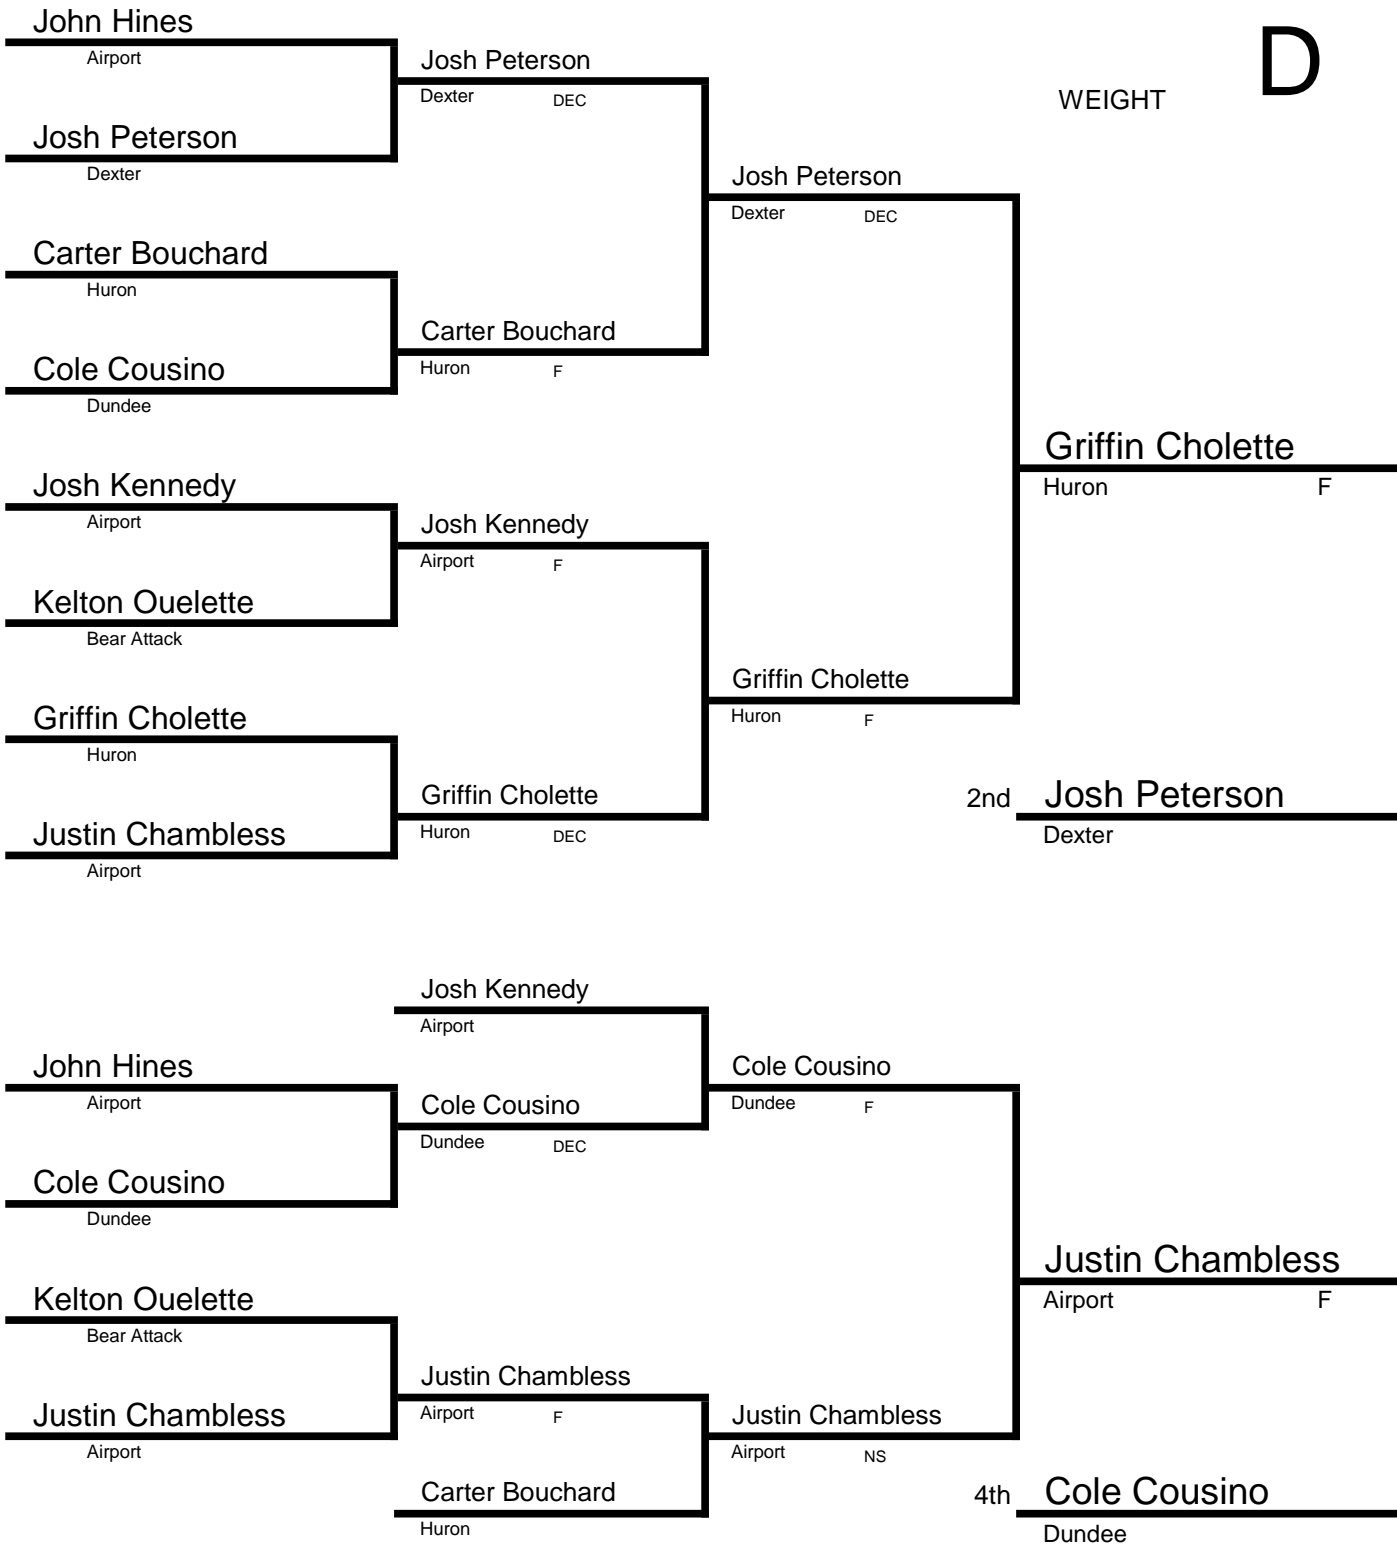 John Hines
Airport
Josh Peterson
Dexter DEC
D
WEIGHT
Josh Peterson
Dexter
Josh Peterson
Dexter DEC
Carter Bouchard
Huron
Carter Bouchard
Huron F
Cole Cousino
Dundee
Griffin Cholette
Huron F
Josh Kennedy
Airport
Josh Kennedy
Airport F
Kelton Ouelette
Bear Attack
Griffin Cholette
Huron F
Griffin Cholette
Huron
Griffin Cholette
Huron DEC
2nd Josh Peterson
Dexter
Justin Chambless
Airport
Josh Kennedy
Airport
John Hines
Airport
Cole Cousino
Dundee F
Cole Cousino
Dundee DEC
Cole Cousino
Dundee
Justin Chambless
Airport F
Kelton Ouelette
Bear Attack
Justin Chambless
Airport F
Justin Chambless
Airport
Justin Chambless
Airport NS
Carter Bouchard
Huron
4th Cole Cousino
Dundee